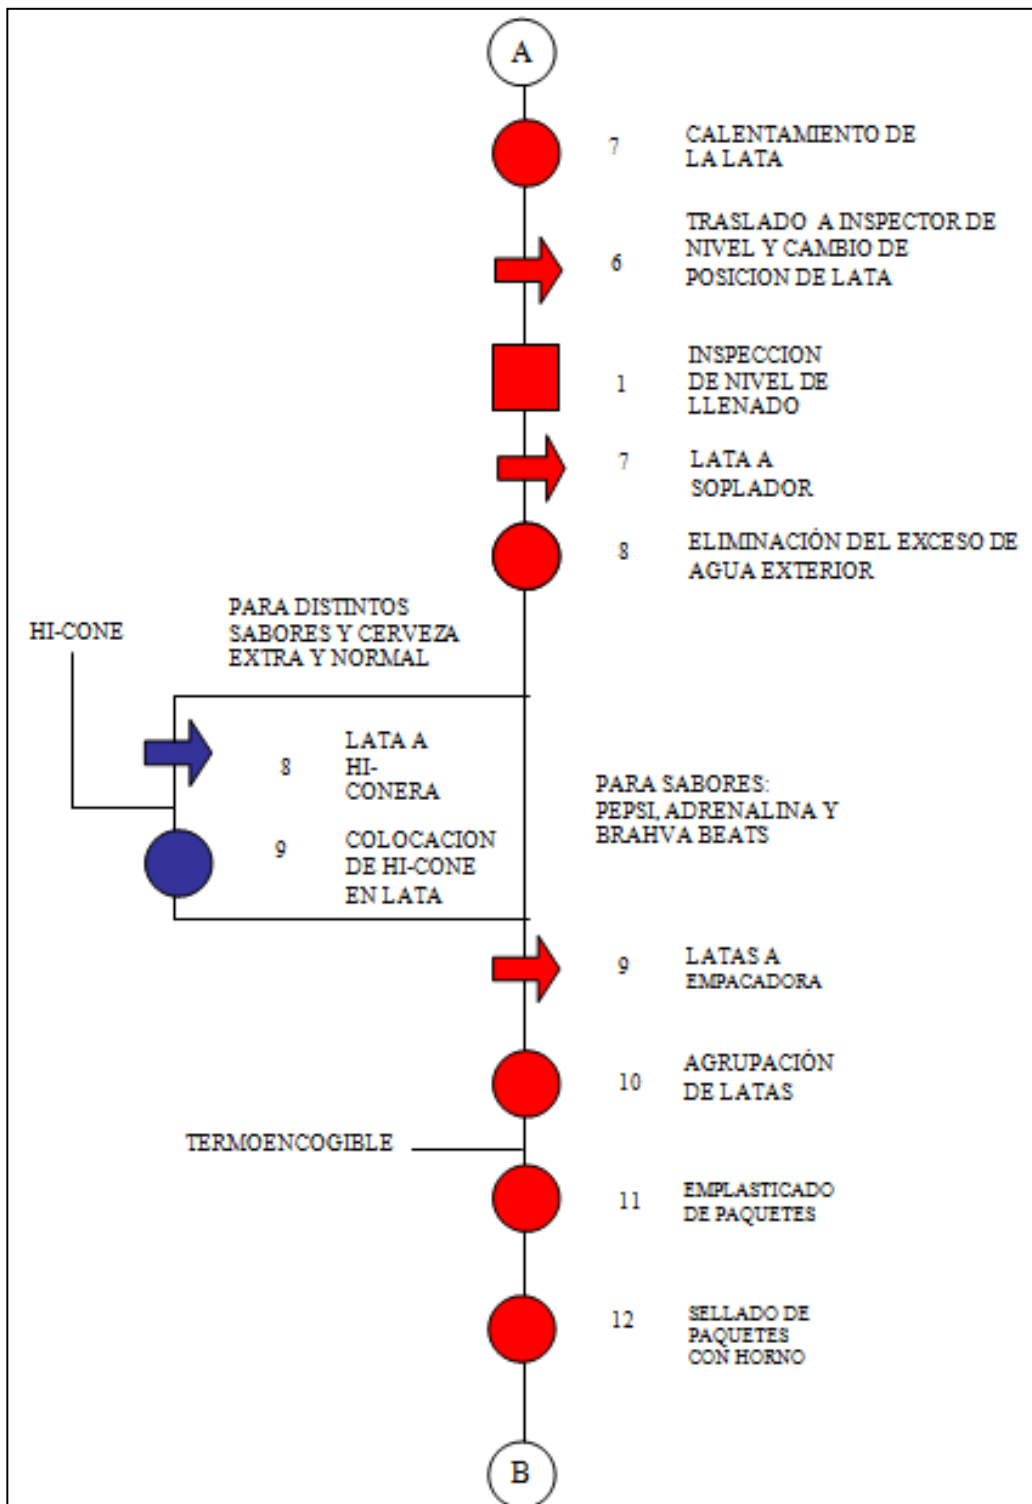 A
7
CALENTAMIENTO DE
LA LATA
6
TRASLADO A INSPECTOR DE
NIVEL Y CAMBIO DE
POSICION DE LATA
1
INSPECCION
DE NIVEL DE
LLENADO
7
LATA A
SOPLADOR
8
ELIMINACIÓN DEL EXCESO DE
AGUA EXTERIOR
HI-CONE
PARA DISTINTOS
SABORES Y CERVEZA
EXTRA Y NORMAL
8
LATA A
HI-
CONERA
PARA SABORES:
PEPSI, ADRENALINA Y
BRAHVA BEATS
9
COLOCACION
DE HI-CONE
EN LATA
9
LATAS A
EMPACADORA
10
AGRUPACIÓN
DE LATAS
TERMOENCOGIBLE
11
EMPLASTICADO
DE PAQUETES
12
SELLADO DE
PAQUETES
CON HORNO
B